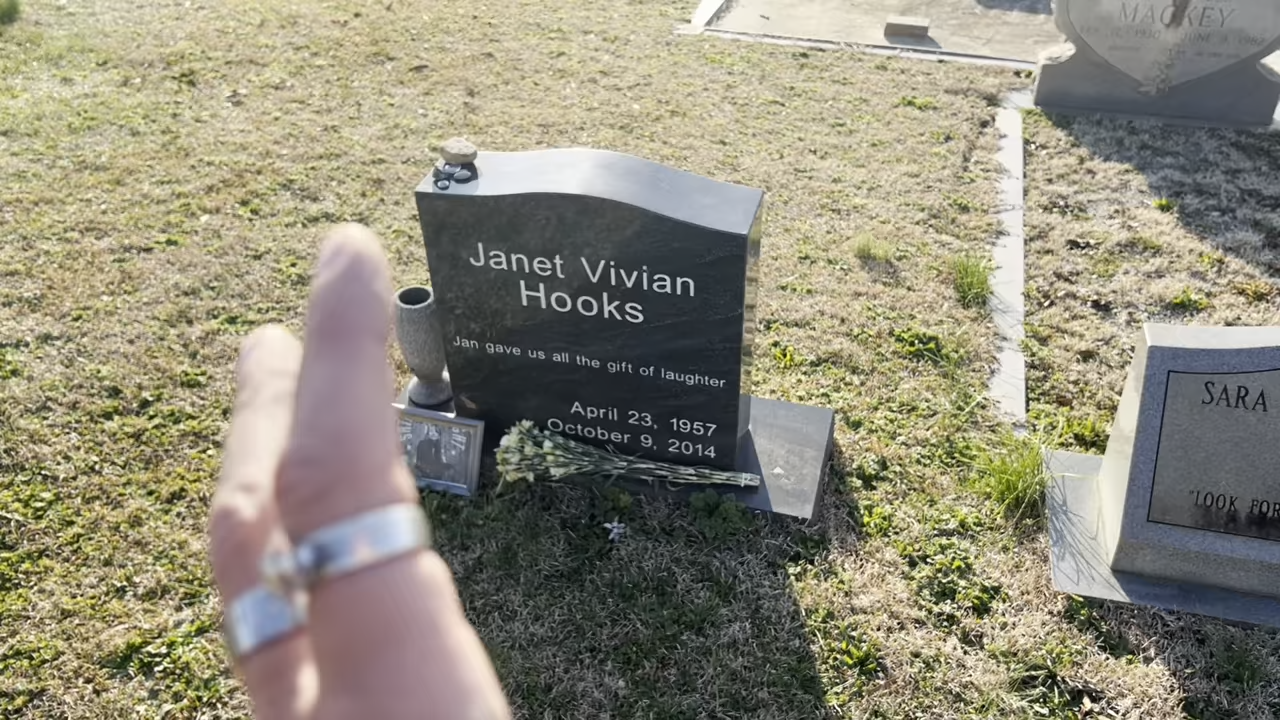 MACKEY
Janet Vivian
Hooks
Jan gave us all the gift of laughter
April 23, 1957
October 9, 2014
SARA
"LOOK FOR